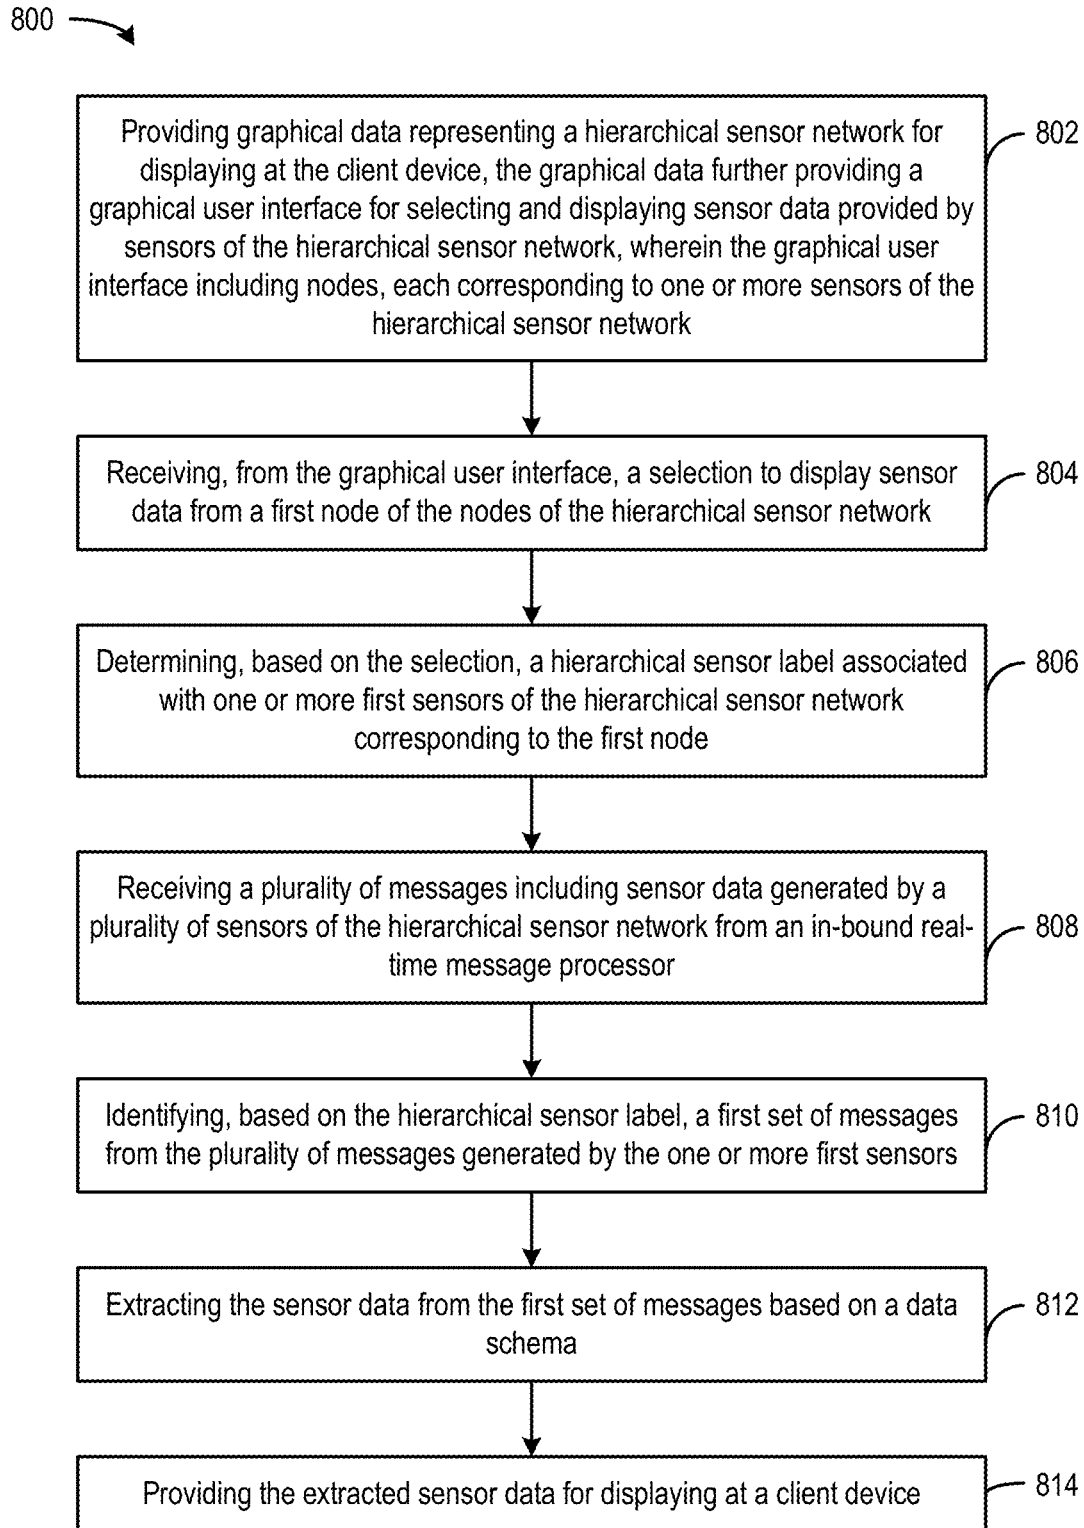 800
Providing graphical data representing a hierarchical sensor network for
displaying at the client device, the graphical data further providing a
graphical user interface for selecting and displaying sensor data provided by
sensors of the hierarchical sensor network, wherein the graphical user
interface including nodes, each corresponding to one or more sensors of the
hierarchical sensor network
802
Receiving, from the graphical user interface, a selection to display sensor
data from a first node of the nodes of the hierarchical sensor network
804
Determining, based on the selection, a hierarchical sensor label associated
with one or more first sensors of the hierarchical sensor network
corresponding to the first node
806
Receiving a plurality of messages including sensor data generated by a
plurality of sensors of the hierarchical sensor network from an in-bound real-
time message processor
808
Identifying, based on the hierarchical sensor label, a first set of messages
from the plurality of messages generated by the one or more first sensors
810
Extracting the sensor data from the first set of messages based on a data
schema
812
Providing the extracted sensor data for displaying at a client device
814